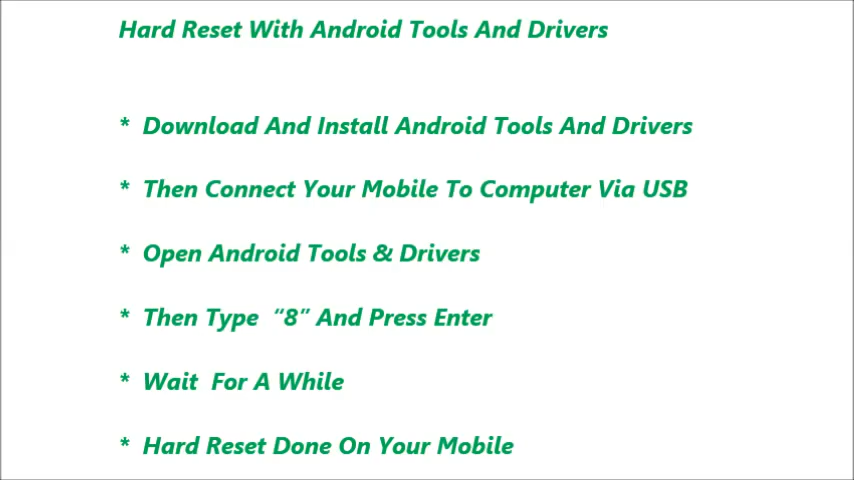 Hard Reset With Android Tools And Drivers
* Download And Install Android Tools And Drivers
* Then Connect Your Mobile To Computer Via USB
* Open Android Tools & Drivers
* Then Type “8” And Press Enter
* Wait For A While
* Hard Reset Done On Your Mobile